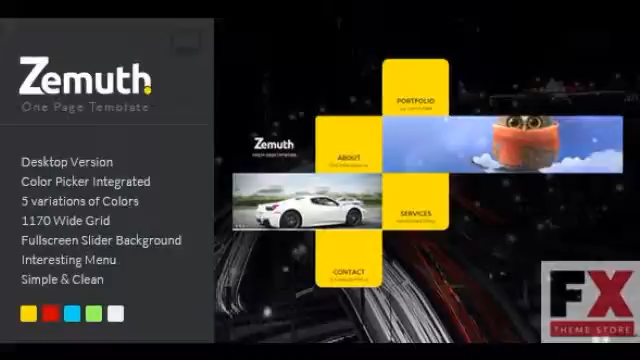 Zemuth
One Page Template
Desktop Version
Color Picker Integrated
5 variations of Colors
1170 Wide Grid
Fullscreen Slider Background
Interesting Menu
Simple & Clean
PORTFOLIO
Zemuth
ABOUT
SERVICES
CONTACT
FX
THEME STORE